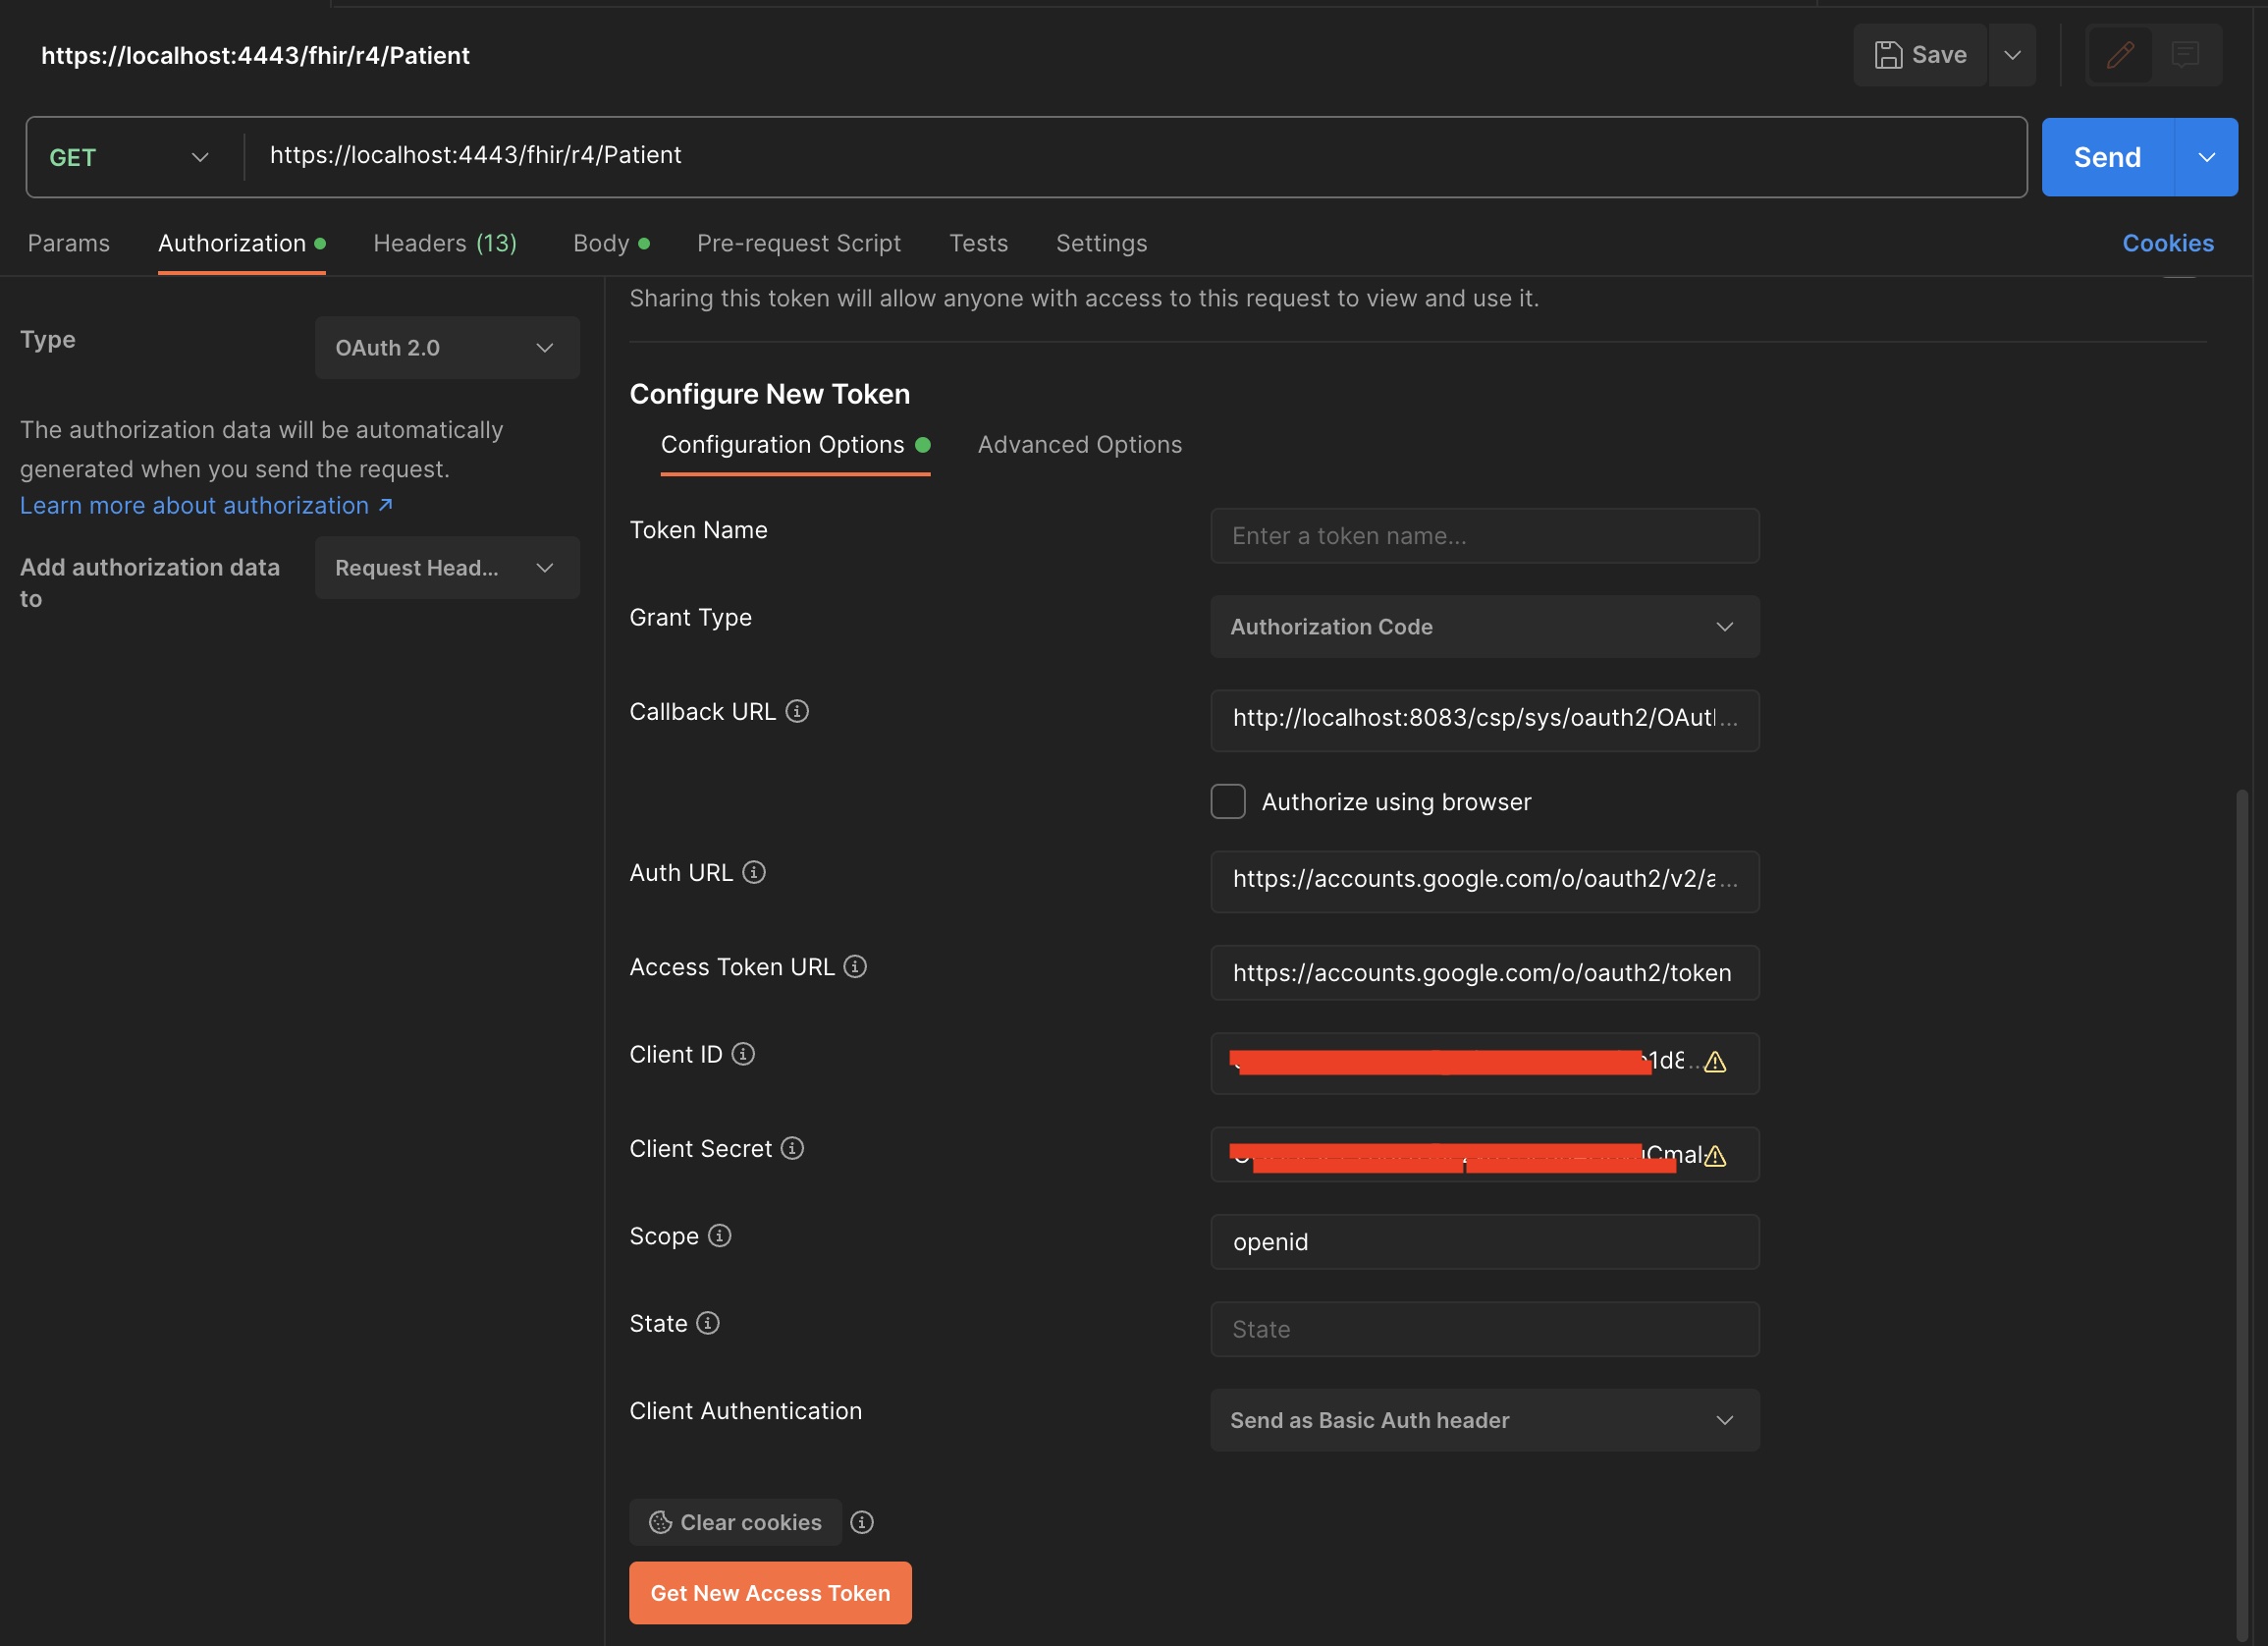 https://localhost:4443/fhir/r4/Patient
Save
GET
https://localhost:4443/fhir/r4/Patient
Send
Params
Authorization
Headers (13)
Body
Pre-request Script
Tests
Settings
Cookies
Type
OAuth 2.0
The authorization data will be automatically
generated when you send the request.
Learn more about authorization ↗
Add authorization data
to
Request Head...
Sharing this token will allow anyone with access to this request to view and use it.
Configure New Token
Configuration Options
Advanced Options
Token Name
Enter a token name...
Grant Type
Authorization Code
Callback URL
http://localhost:8083/csp/sys/oauth2/OAut...
Authorize using browser
Auth URL
https://accounts.google.com/o/oauth2/v2/a...
Access Token URL
https://accounts.google.com/o/oauth2/token
Client ID
1d8...
Client Secret
Cmal-
Scope
openid
State
State
Client Authentication
Send as Basic Auth header
Clear cookies
Get New Access Token